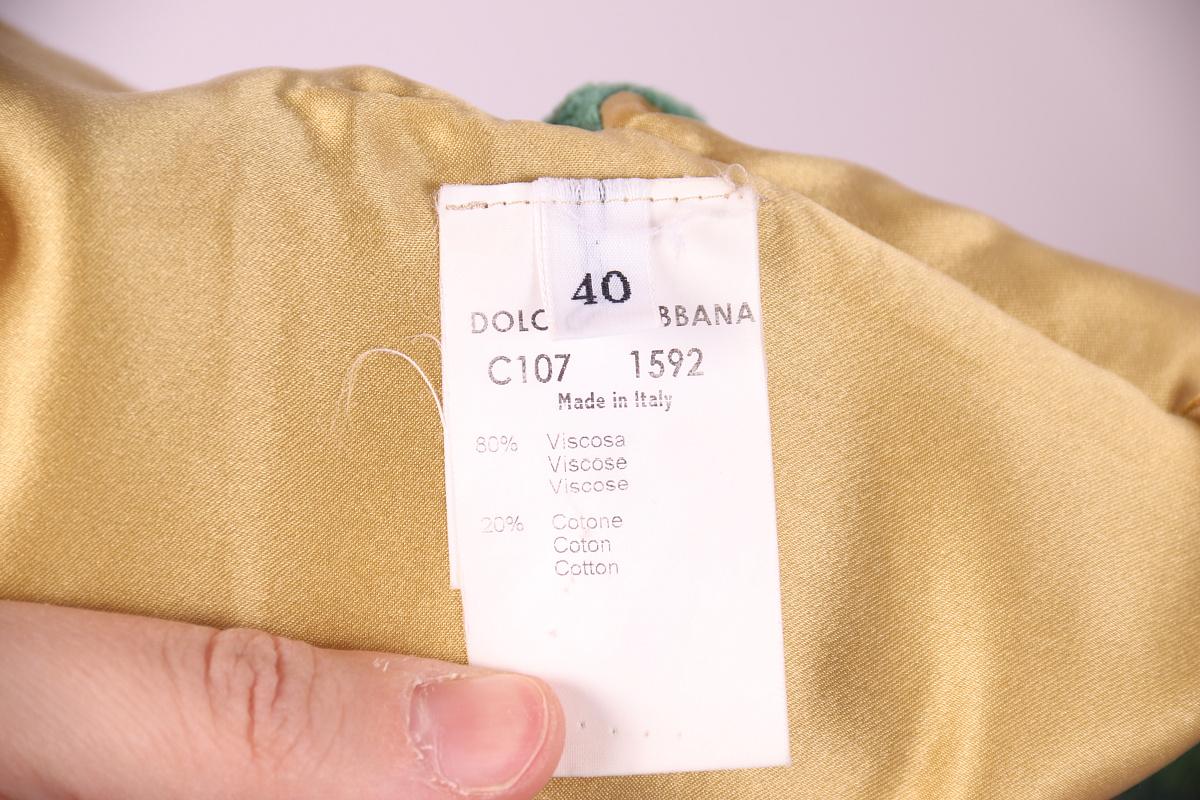 40
DOLC BBANA
C107 1592
Made in Italy
80% Viscosa
Viscose
Viscose
20% Cotone
Coton
Cotton